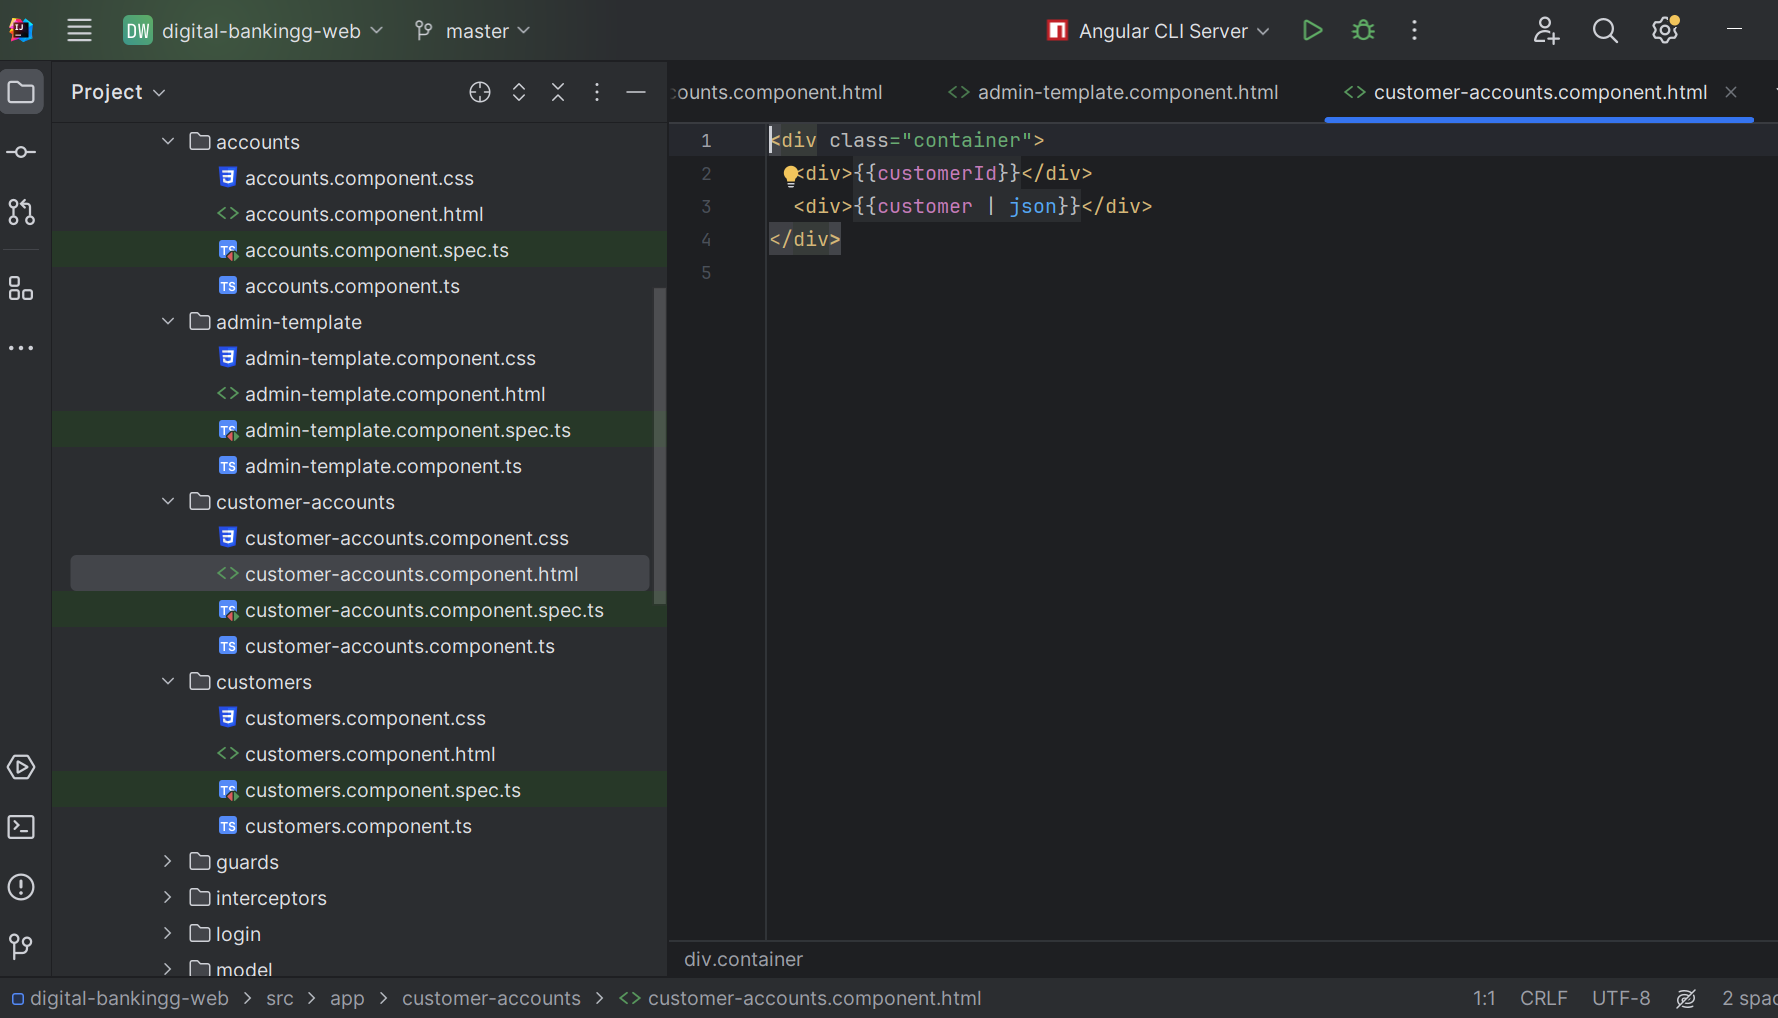 DW digital-bankingg-web master Angular CLI Server
Project
accounts
accounts.component.css
accounts.component.html
accounts.component.spec.ts
accounts.component.ts
admin-template
admin-template.component.css
admin-template.component.html
admin-template.component.spec.ts
admin-template.component.ts
customer-accounts
customer-accounts.component.css
customer-accounts.component.html
customer-accounts.component.spec.ts
customer-accounts.component.ts
customers
customers.component.css
customers.component.html
customers.component.spec.ts
customers.component.ts
guards
interceptors
login
model
ounts.component.html admin-template.component.html customer-accounts.component.html
1 <div class="container">
2 <div>{{customerId}}</div>
3 <div>{{customer | json}}</div>
4 </div>
5
div.container
digital-bankingg-web > src > app > customer-accounts > <> customer-accounts.component.html 1:1 CRLF UTF-8 2 spac